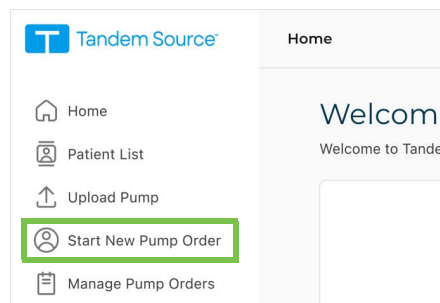 Tandem Source
Home
Home
Patient List
Upload Pump
Start New Pump Order
Manage Pump Orders
Welcom
Welcome to Tande